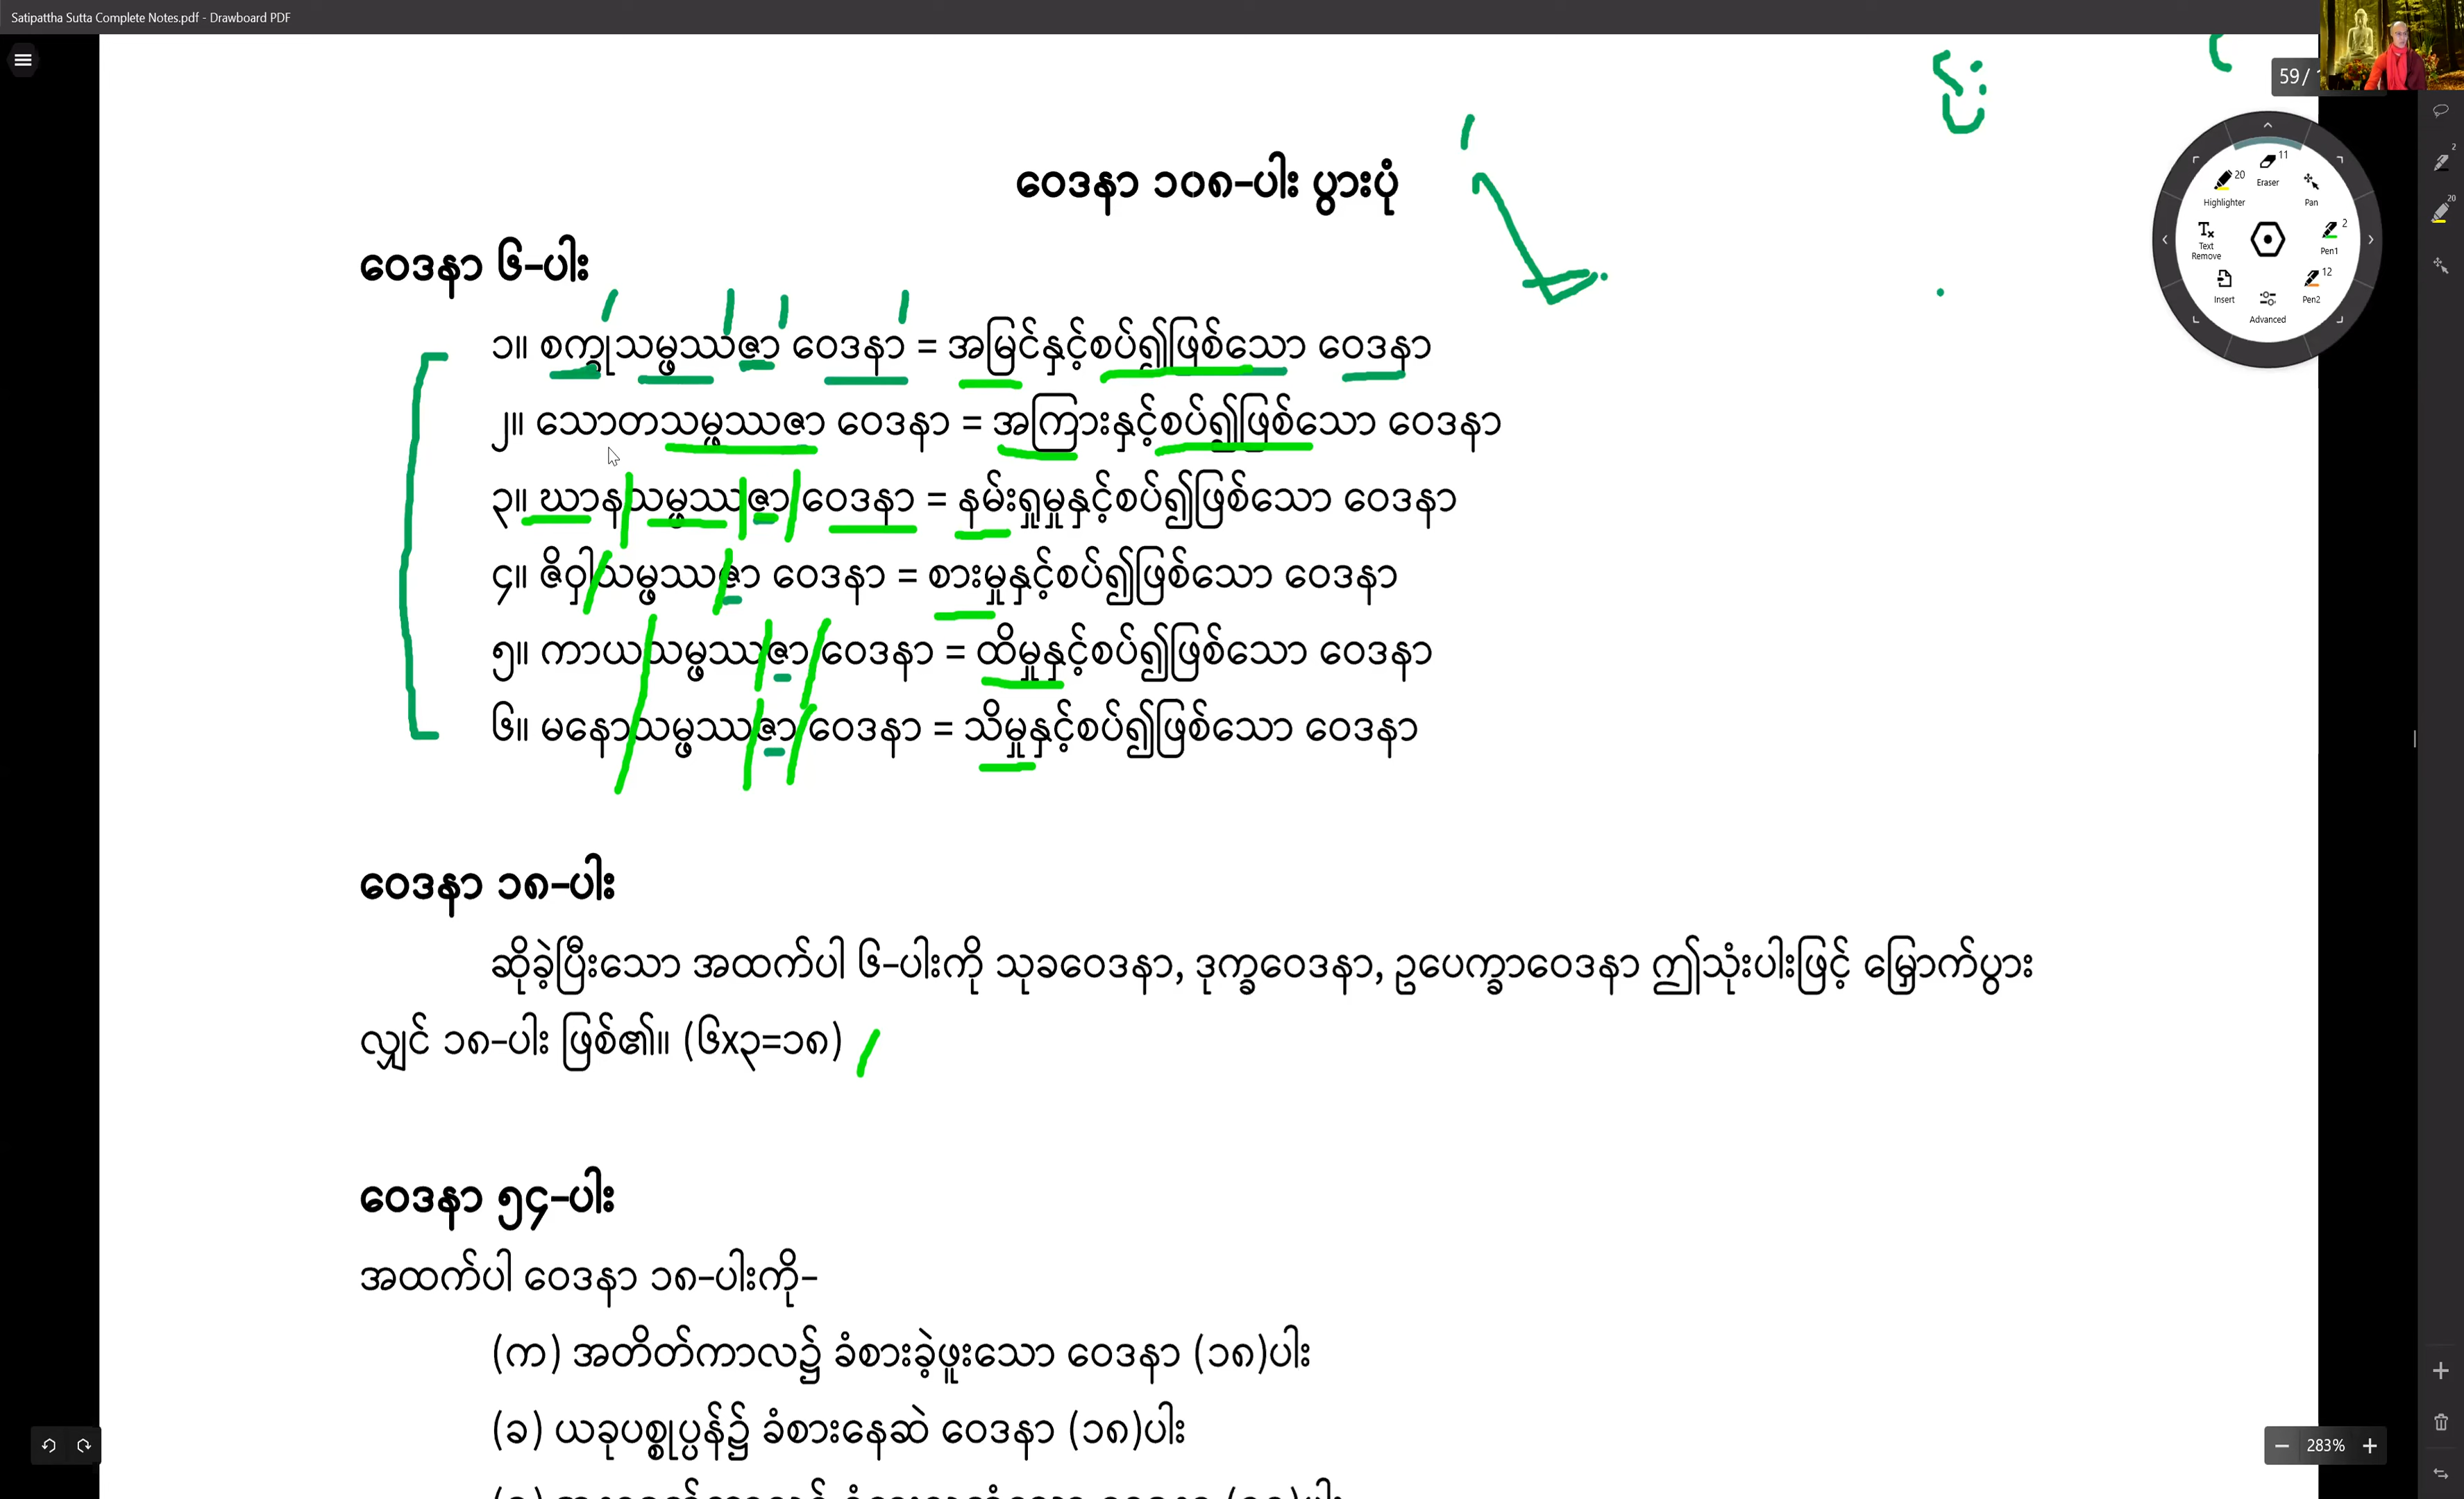 Satipattha Sutta Complete Notes.pdf - Drawboard PDF
59/
ဝေဒနာ ၁၀၈-ပါး ပွားပုံ
ဝေဒနာ ၆-ပါး
၁။ စက္ခုသမ္ဖဿဇာ ဝေဒနာ = အမြင်နှင့်စပ်၍ဖြစ်သော ဝေဒနာ
၂။ သောတသမ္ဖဿဇာ ဝေဒနာ = အကြားနှင့်စပ်၍ဖြစ်သော ဝေဒနာ
၃။ ဃာနသမ္ဖဿဇာ ဝေဒနာ = နမ်းရှုမှုနှင့်စပ်၍ဖြစ်သော ဝေဒနာ
၄။ ဇိဝှါသမ္ဖဿဇာ ဝေဒနာ = စားမှုနှင့်စပ်၍ဖြစ်သော ဝေဒနာ
၅။ ကာယသမ္ဖဿဇာ ဝေဒနာ = ထိမှုနှင့်စပ်၍ဖြစ်သော ဝေဒနာ
၆။ မနောသမ္ဖဿဇာ ဝေဒနာ = သိမှုနှင့်စပ်၍ဖြစ်သော ဝေဒနာ
ဝေဒနာ ၁၈-ပါး
ဆိုခဲ့ပြီးသော အထက်ပါ ၆-ပါးကို သုခဝေဒနာ, ဒုက္ခဝေဒနာ, ဥပေက္ခာဝေဒနာ ဤသုံးပါးဖြင့် မြှောက်ပွား
လျှင် ၁၈-ပါး ဖြစ်၏။ (၆x၃=၁၈)
ဝေဒနာ ၅၄-ပါး
အထက်ပါ ဝေဒနာ ၁၈-ပါးကို-
(က) အတိတ်ကာလ၌ ခံစားခဲ့ဖူးသော ဝေဒနာ (၁၈)ပါး
(ခ) ယခုပစ္စုပ္ပန်၌ ခံစားနေဆဲ ဝေဒနာ (၁၈)ပါး
11
Eraser
20
Highlighter
Pan
Text Remove
2
Pen1
Insert
12
Pen2
Advanced
2
20
283%